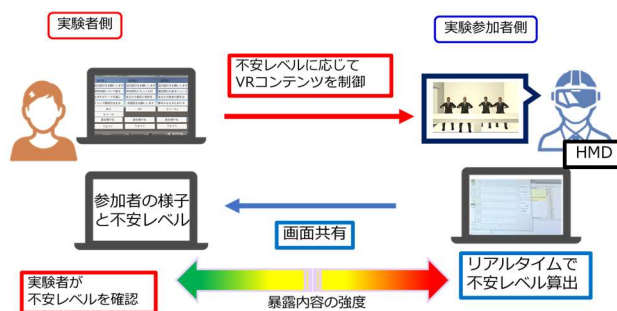 実験者側
実験参加者側
不安レベルに応じて
VRコンテンツを制御
HMD
参加者の様子
と不安レベル
画面共有
リアルタイムで
不安レベル算出
実験者が
不安レベルを確認
暴露内容の強度